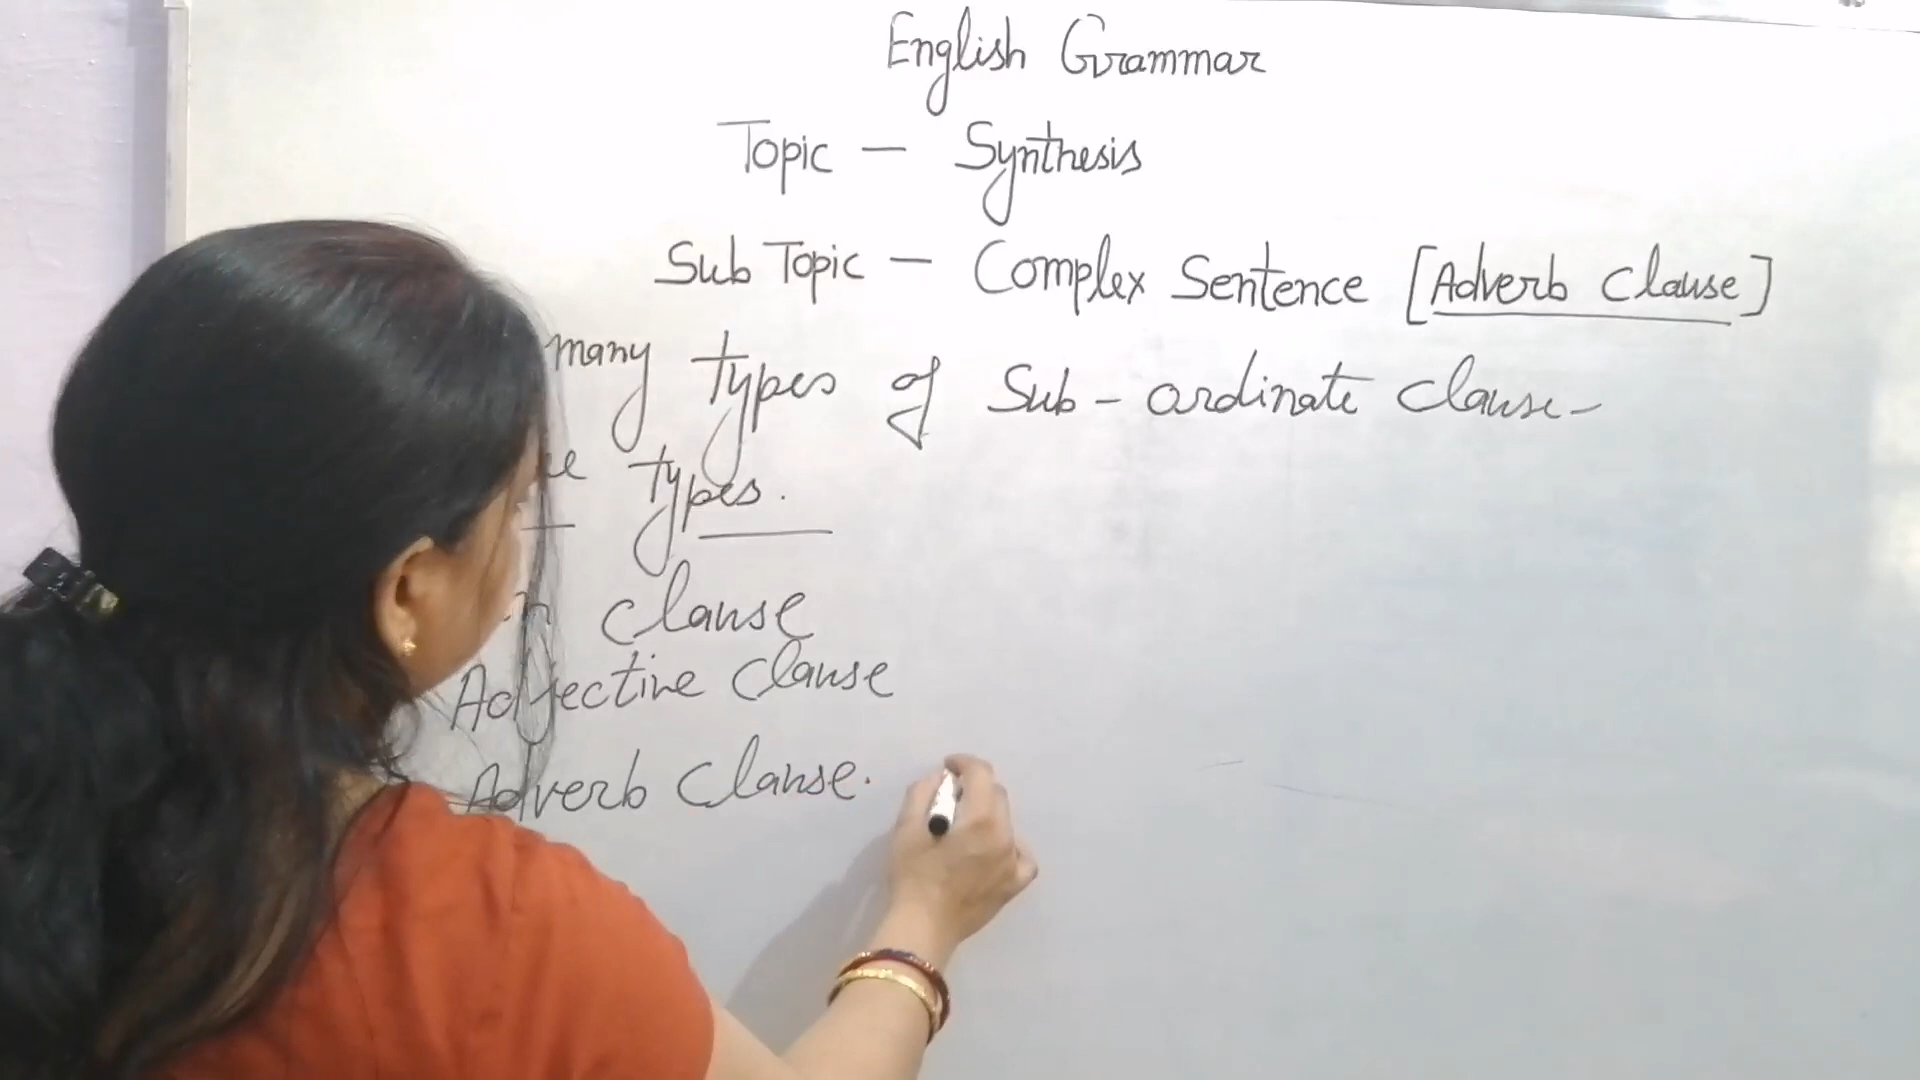 English Grammar
Topic - Synthesis
Sub Topic - Complex Sentence [Adverb Clause]
many types of Sub-ordinate clause-
types.
clause
Adjective clause
Adverb Clause.